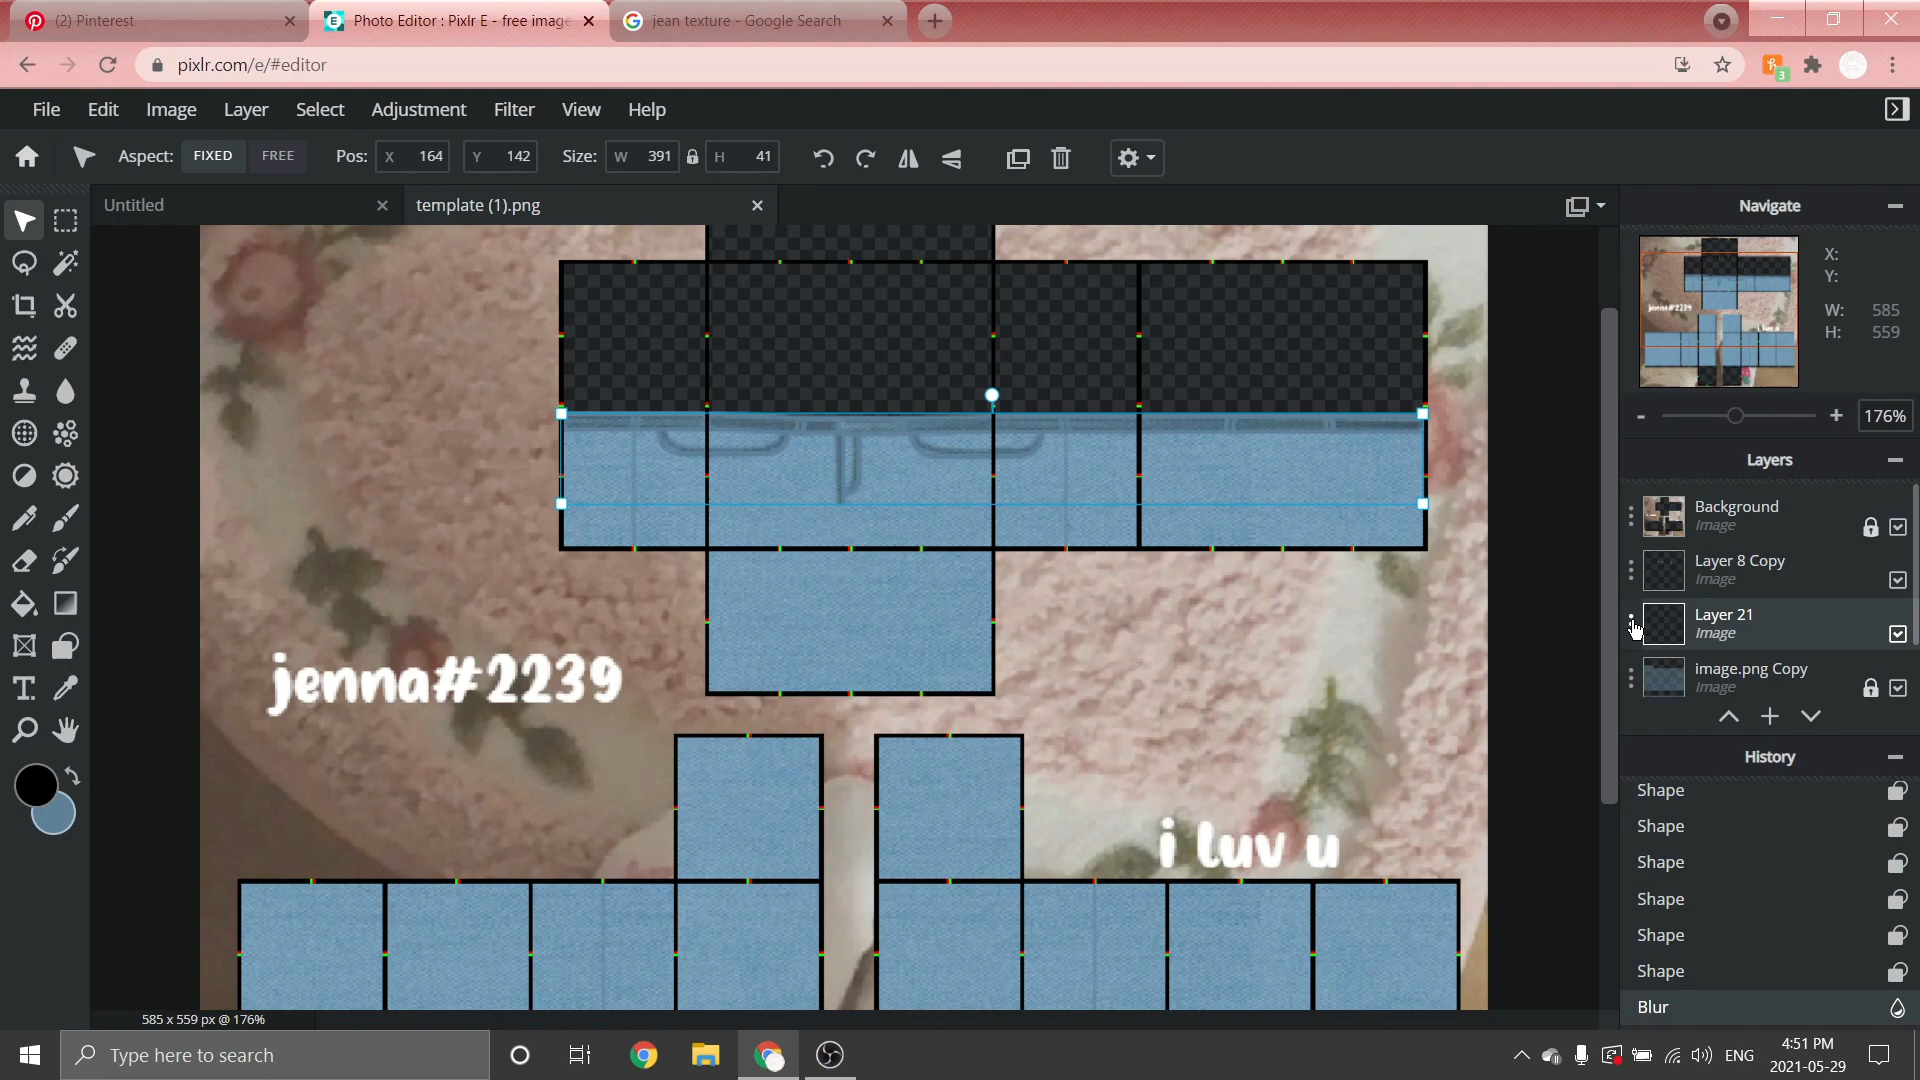 (2) Pinterest
Photo Editor : Pixlr E - free image
jean texture - Google Search
pixlr.com/e/#editor
3
File Edit Image Layer Select Adjustment Filter View Help
Aspect: FIXED FREE Pos: X 164 Y 142 Size: W 391 H 41
Untitled
template (1).png
Navigate
X:
Y:
W: 585
H: 559
jenna#2239
i luv u
176%
Layers
Background
Image
Layer 8 Copy
Image
Layer 21
Image
image.png Copy
Image
jenna#2239
i luv u
History
Shape
Shape
Shape
Shape
Shape
Shape
Blur
585 x 559 px @ 176%
Type here to search
ENG
4:51 PM
2021-05-29